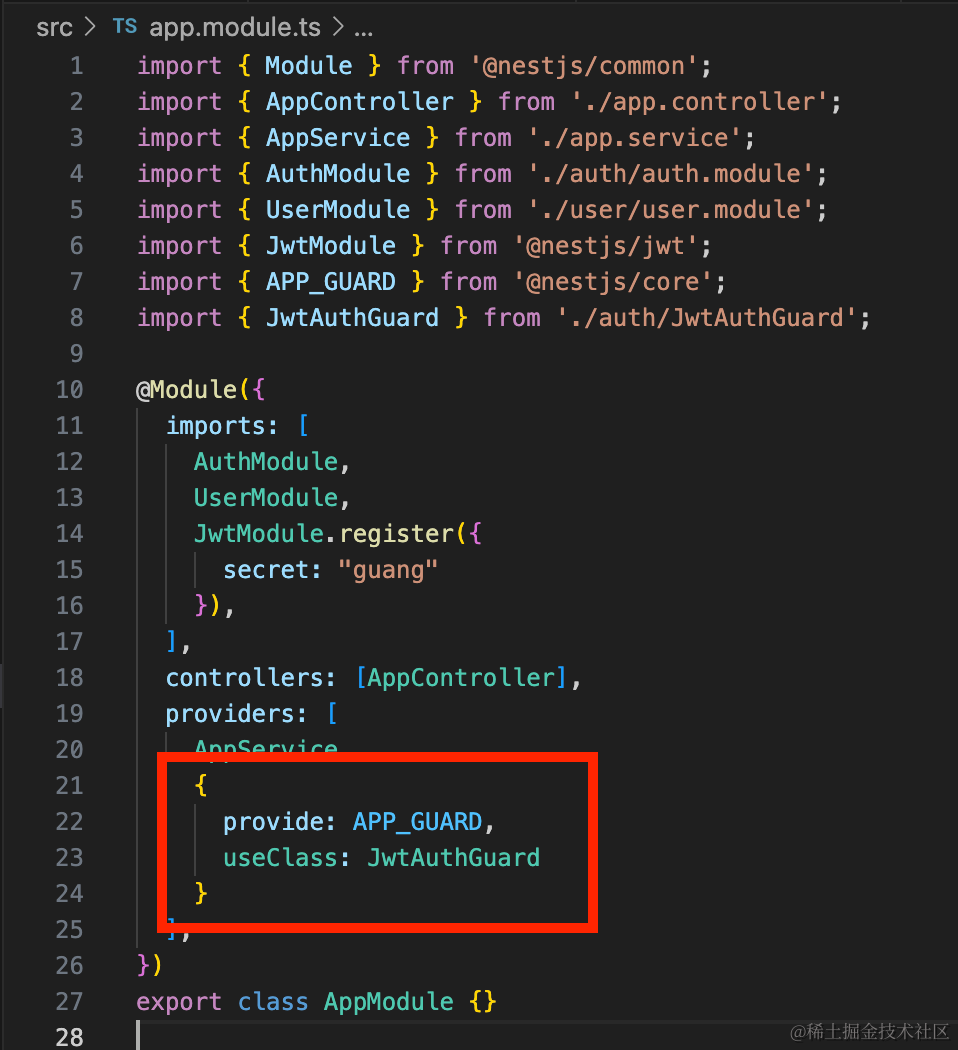 src > TS app.module.ts > ...
1 import { Module } from '@nestjs/common';
2 import { AppController } from './app.controller';
3 import { AppService } from './app.service';
4 import { AuthModule } from './auth/auth.module';
5 import { UserModule } from './user/user.module';
6 import { JwtModule } from '@nestjs/jwt';
7 import { APP_GUARD } from '@nestjs/core';
8 import { JwtAuthGuard } from './auth/JwtAuthGuard';
9
10 @Module({
11   imports: [
12     AuthModule,
13     UserModule,
14     JwtModule.register({
15       secret: "guang"
16     }),
17   ],
18   controllers: [AppController],
19   providers: [
20     AppService
21     {
22       provide: APP_GUARD,
23       useClass: JwtAuthGuard
24     }
25   ],
26 })
27 export class AppModule {}
28
@稀土掘金技术社区